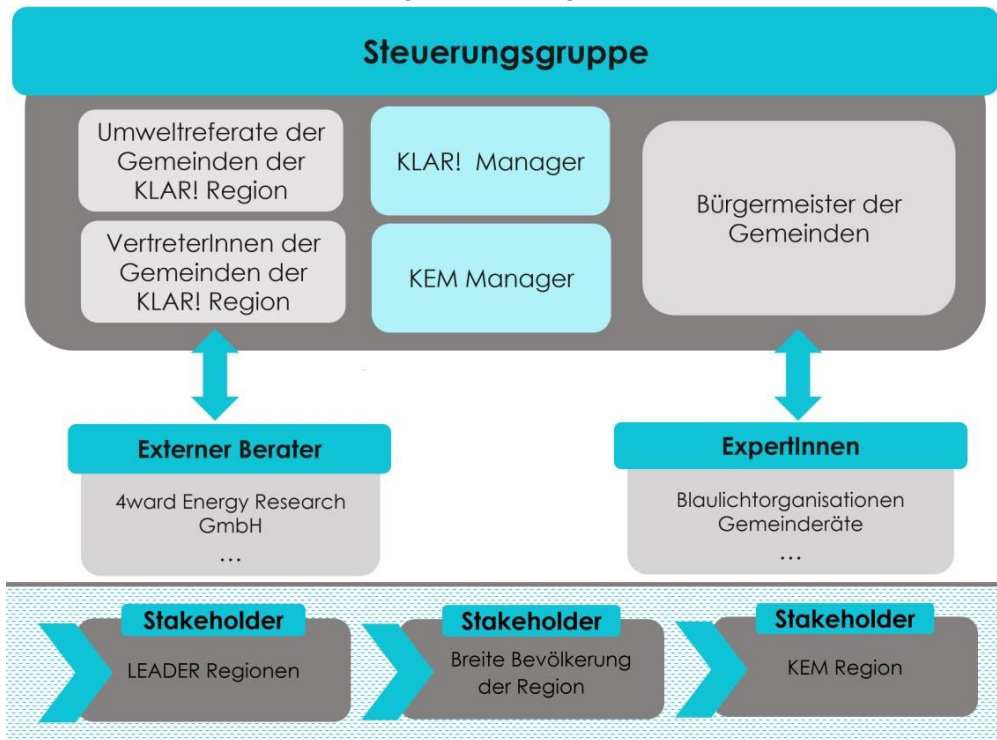 Steuerungsgruppe
Umweltreferate der
Gemeinden der
KLAR! Region
VertreterInnen der
Gemeinden der
KLAR! Region
KLAR! Manager
KEM Manager
Bürgermeister der
Gemeinden
Externer Berater
4ward Energy Research
GmbH
...
ExpertInnen
Blaulichtorganisationen
Gemeinderäte
...
Stakeholder
LEADER Regionen
Stakeholder
Breite Bevölkerung
der Region
Stakeholder
KEM Region